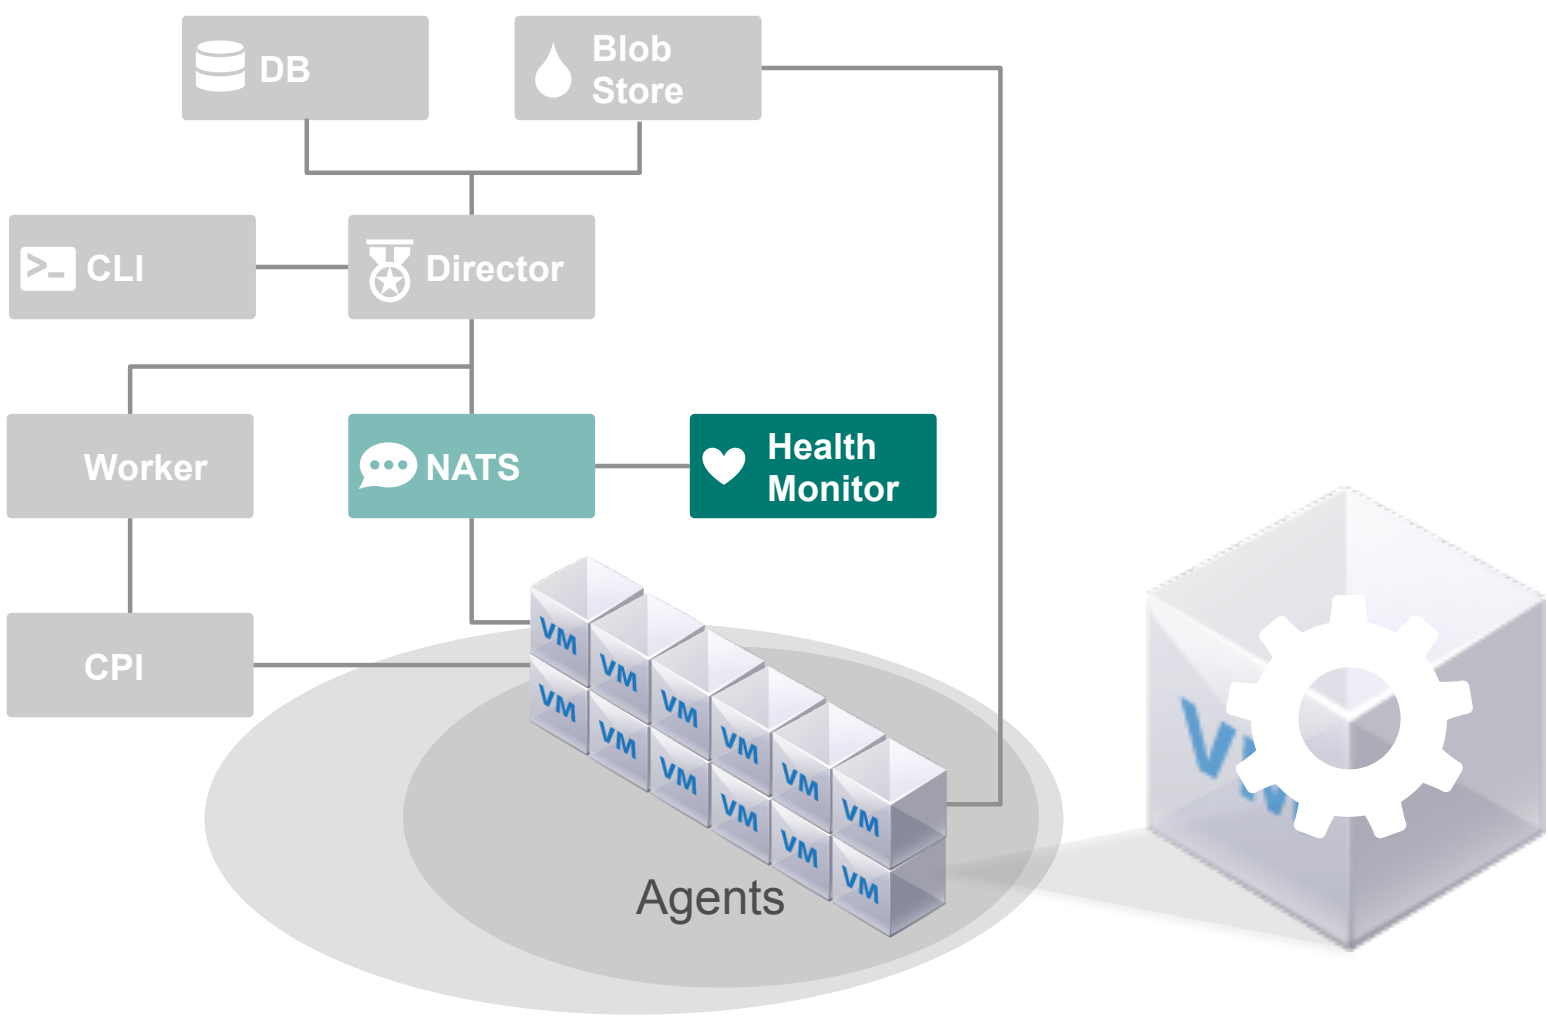 DB
Blob
Store
>_ CLI
Director
Worker
NATS
Health
Monitor
CPI
VM
VM
VM
VM
VM
VM
VM
VM
VM
VM
VM
VM
VM
Agents